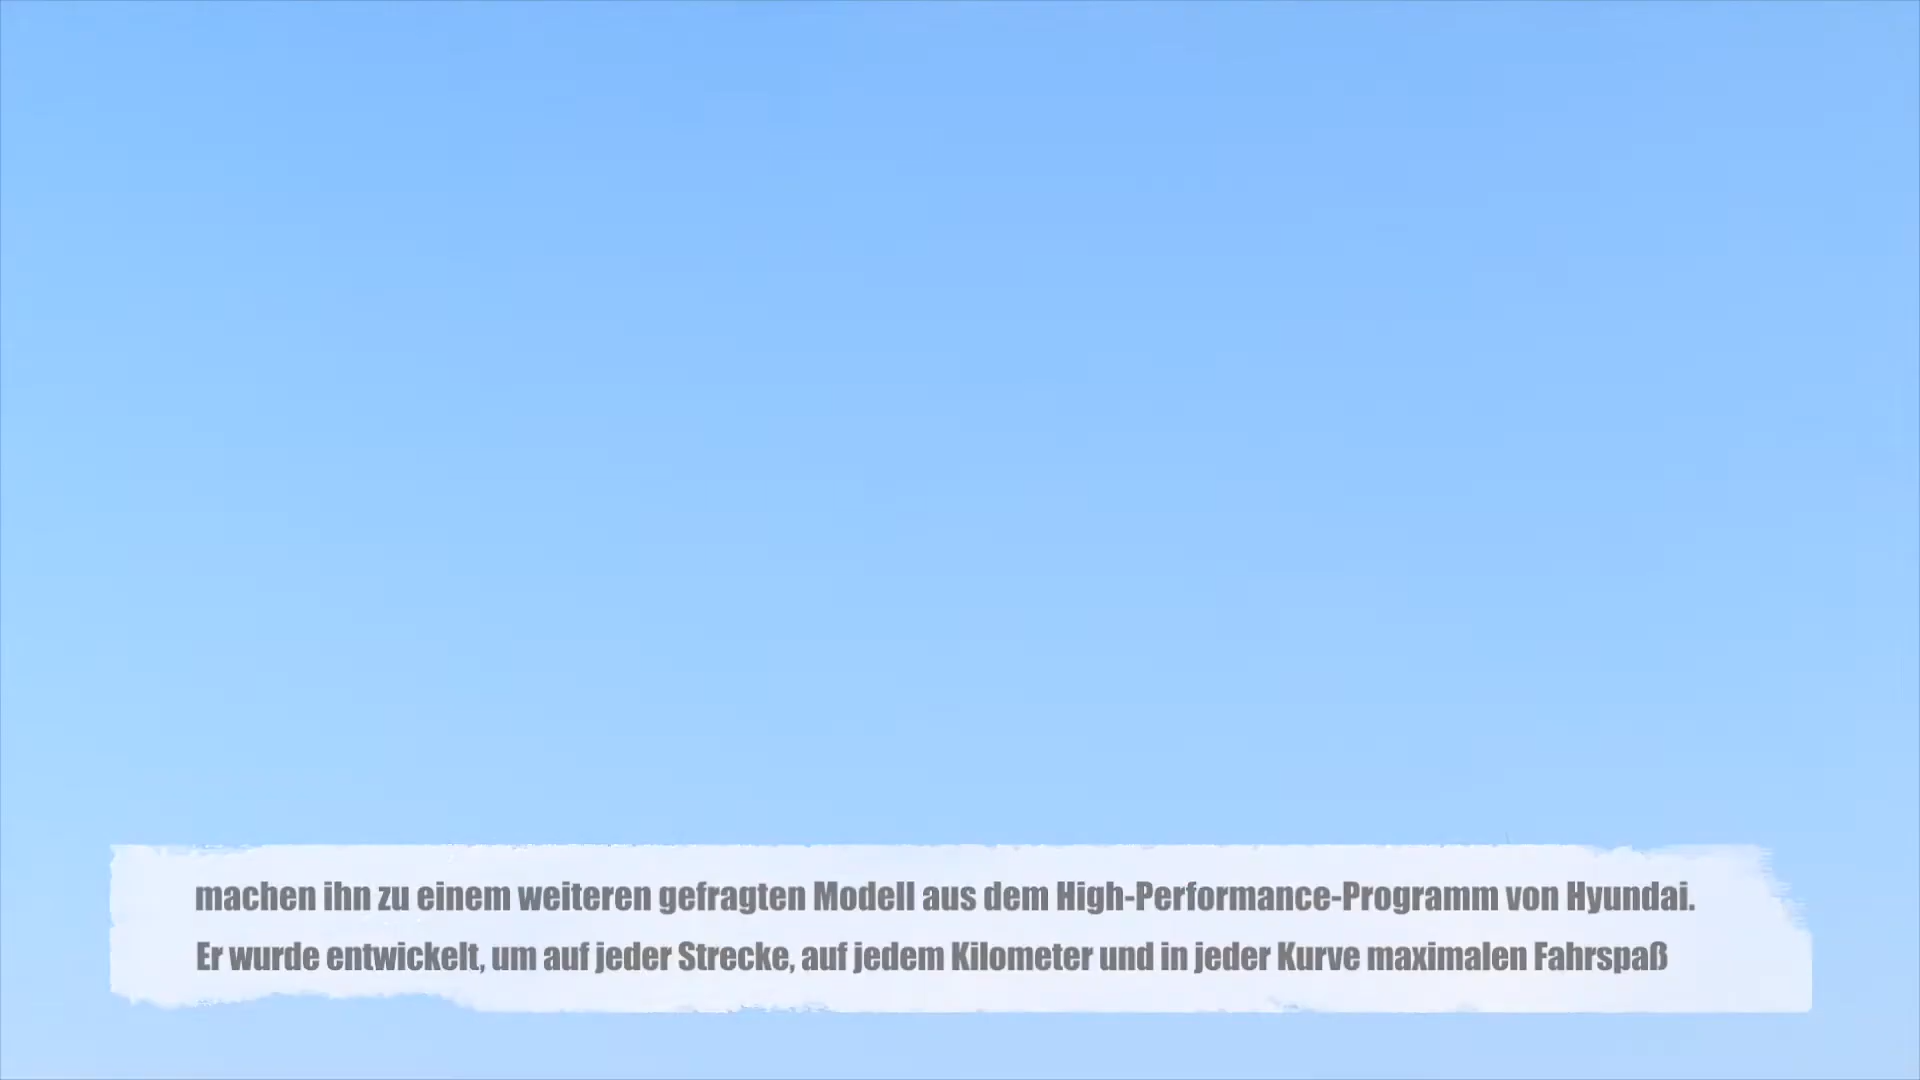 machen ihn zu einem weiteren gefragten Modell aus dem High-Performance-Programm von Hyundai.
Er wurde entwickelt, um auf jeder Strecke, auf jedem Kilometer und in jeder Kurve maximalen Fahrspaß